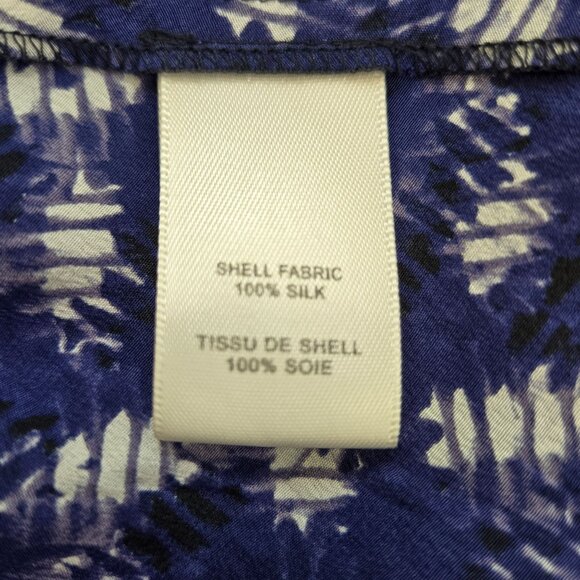 SHELL FABRIC
100% SILK
TISSU DE SHELL
100% SOIE